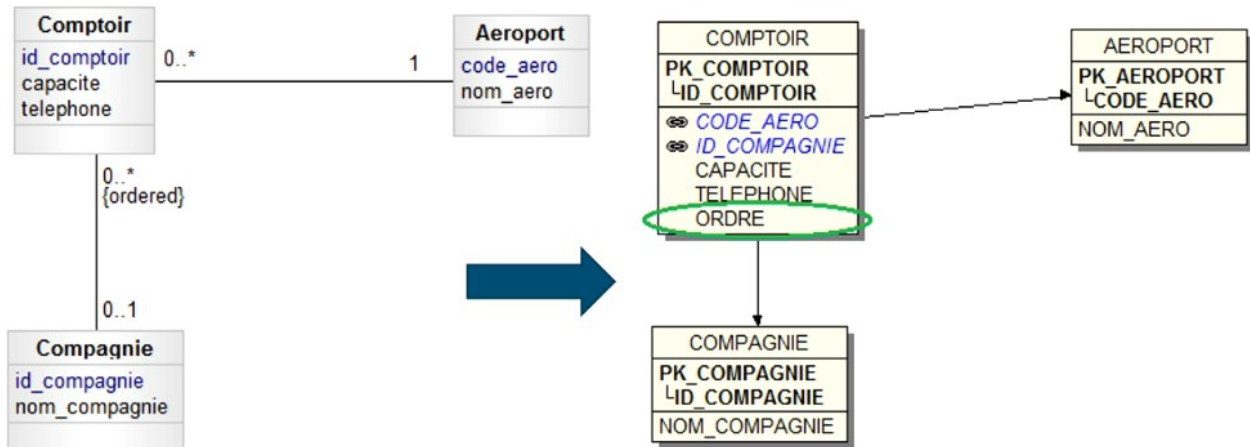 Comptoir
id_comptoir
capacite
telephone
0..*
1
Aeroport
code_aero
nom_aero
0..*
{ordered}
0..1
Compagnie
id_compagnie
nom_compagnie
COMPTOIR
PK_COMPTOIR
└ID_COMPTOIR
CODE_AERO
ID_COMPAGNIE
CAPACITE
TELEPHONE
ORDRE
AEROPORT
PK_AEROPORT
└CODE_AERO
NOM_AERO
COMPAGNIE
PK_COMPAGNIE
└ID_COMPAGNIE
NOM_COMPAGNIE